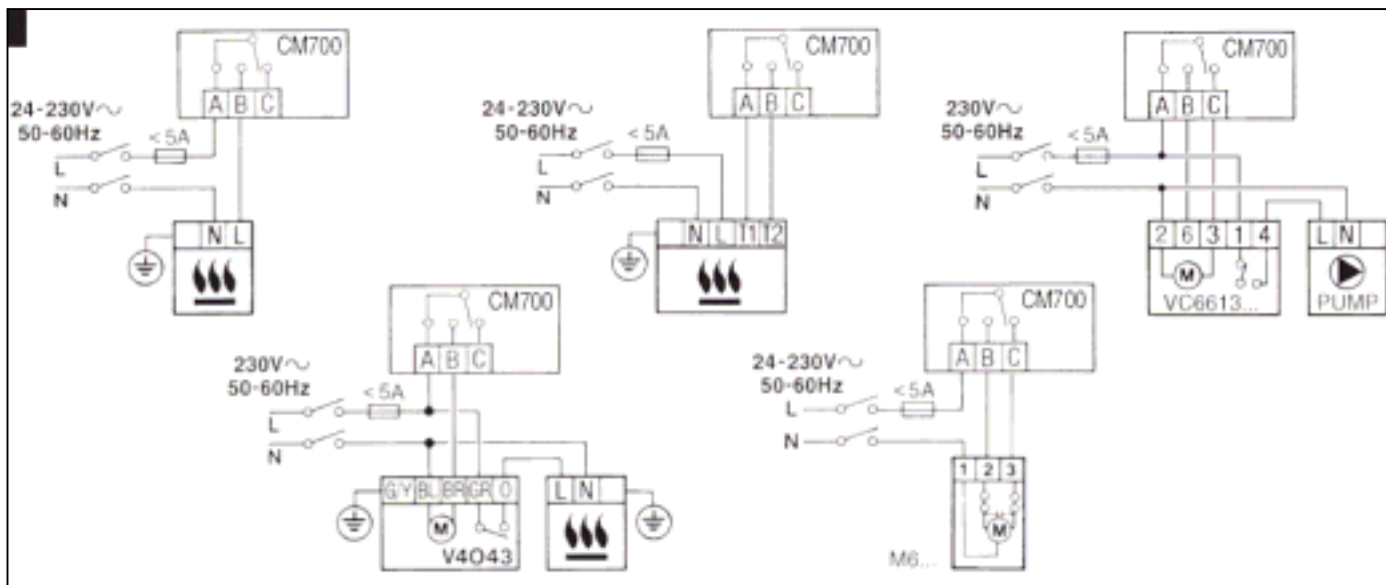 CM700
A B C
24-230V~
50-60Hz
<5A
L
N
N L
CM700
A B C
24-230V~
50-60Hz
<5A
L
N
N L T1 T2
CM700
A B C
230V~
50-60Hz
<5A
L
N
2 6 3 1 4
M
VC6613...
L N
PUMP
CM700
A B C
230V~
50-60Hz
<5A
L
N
G/Y BL BR GR O
M
V4O43
L N
CM700
A B C
24-230V~
50-60Hz
<5A
L
N
1 2 3
M
M6...